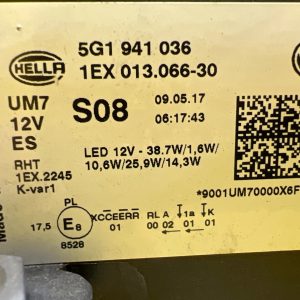 HELLA
5G1 941 036
1EX 013.066-30
HELLA
UM7
S08
09.05.17
12V
06:17:43
ES
LED 12V - 38.7W/1,6W/
10,6W/25,9W/14,3W
RHT
1EX.2245
K-var1
*9001UM70000X6F
Made
PL
17,5 E8
8528
XCCEERR RL A 1a K
01 00 02 01 01